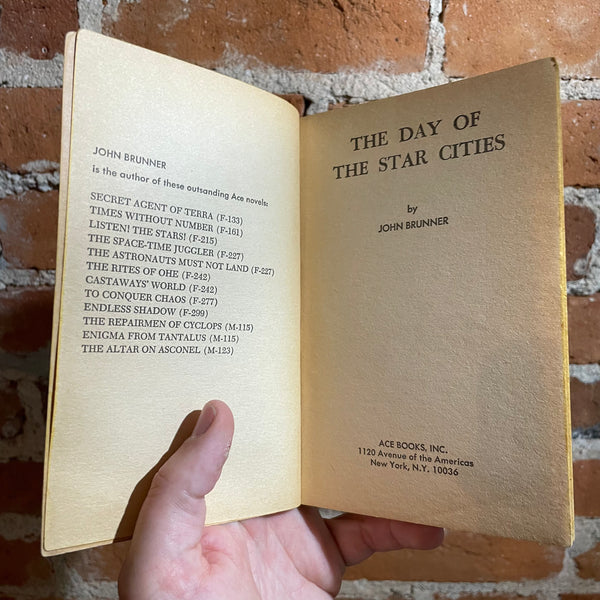 JOHN BRUNNER
is the author of these outsanding Ace novels:
SECRET AGENT OF TERRA (F-133)
TIMES WITHOUT NUMBER (F-161)
LISTEN! THE STARS! (F-215)
THE SPACE-TIME JUGGLER (F-227)
THE ASTRONAUTS MUST NOT LAND (F-227)
THE RITES OF OHE (F-242)
CASTAWAYS' WORLD (F-242)
TO CONQUER CHAOS (F-277)
ENDLESS SHADOW (F-299)
THE REPAIRMEN OF CYCLOPS (M-115)
ENIGMA FROM TANTALUS (M-115)
THE ALTAR ON ASCONEL (M-123)
THE DAY OF
THE STAR CITIES
by
JOHN BRUNNER
ACE BOOKS, INC.
1120 Avenue of the Americas
New York, N.Y. 10036